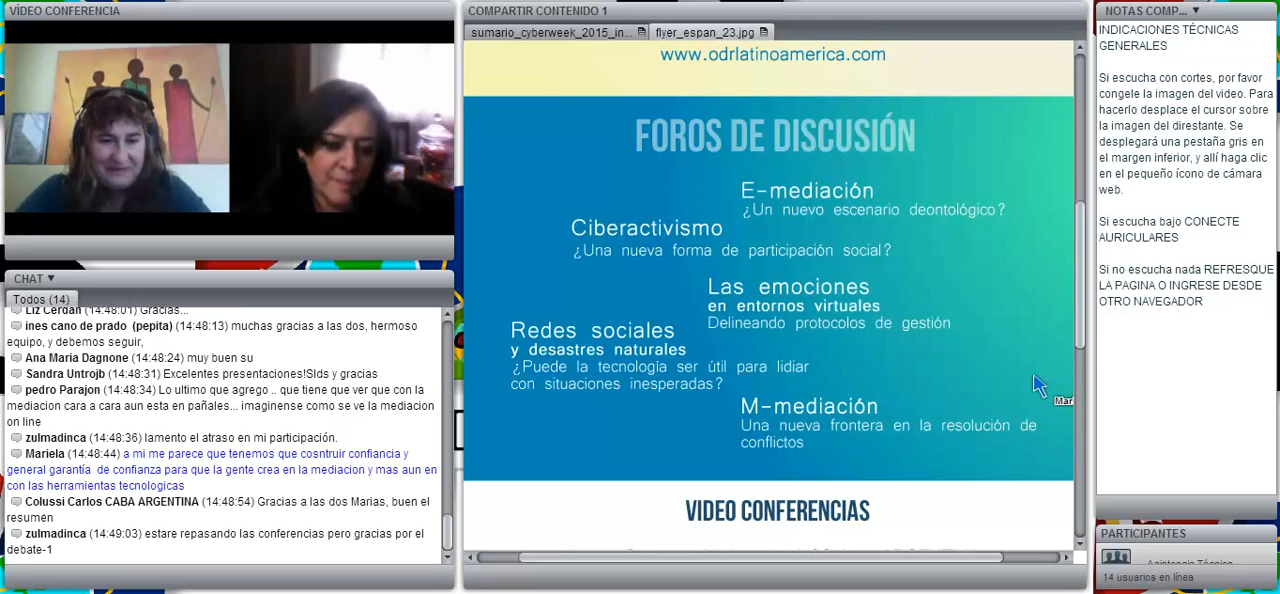 VÍDEO CONFERENCIA
CHAT
Todos (14)
Liz Cerdan (14:48:01) Gracias...
ines cano de prado (pepita) (14:48:13) muchas gracias a las dos, hermoso
equipo, y debemos seguir,
Ana Maria Dagnone (14:48:24) muy buen su
Sandra Untrojb (14:48:31) Excelentes presentaciones!Slds y gracias
pedro Parajon (14:48:34) Lo ultimo que agrego .. que tiene que ver que con la
mediacion cara a cara aun esta en pañales... imaginense como se ve la mediacion
on line
zulmadinca (14:48:36) lamento el atraso en mi participación.
Mariela (14:48:44) a mi me parece que tenemos que cosntruir confiancia y
general garantía de confianza para que la gente crea en la mediacion y mas aun en
con las herramientas tecnologicas
Colussi Carlos CABA ARGENTINA (14:48:54) Gracias a las dos Marias, buen el
resumen
zulmadinca (14:49:03) estare repasando las conferencias pero gracias por el
debate-1
COMPARTIR CONTENIDO 1
sumario_cyberweek_2015_in... flyer_espan_23.jpg
www.odrlatinoamerica.com
FOROS DE DISCUSIÓN
E-mediación
¿Un nuevo escenario deontológico?
Ciberactivismo
¿Una nueva forma de participación social?
Las emociones
en entornos virtuales
Delineando protocolos de gestión
Redes sociales
y desastres naturales
¿Puede la tecnología ser útil para lidiar
con situaciones inesperadas?
Mari
M-mediación
Una nueva frontera en la resolución de
conflictos
VIDEO CONFERENCIAS
NOTAS COMP...
INDICACIONES TÉCNICAS
GENERALES
Si escucha con cortes, por favor
congele la imagen del video. Para
hacerlo desplace el cursor sobre
la imagen del direstante. Se
desplegará una pestaña gris en
el margen inferior, y allí haga clic
en el pequeño ícono de cámara
web.
Si escucha bajo CONECTE
AURICULARES
Si no escucha nada REFRESQUE
LA PAGINA O INGRESE DESDE
OTRO NAVEGADOR
PARTICIPANTES
Asistencia Técnica
14 usuarios en línea